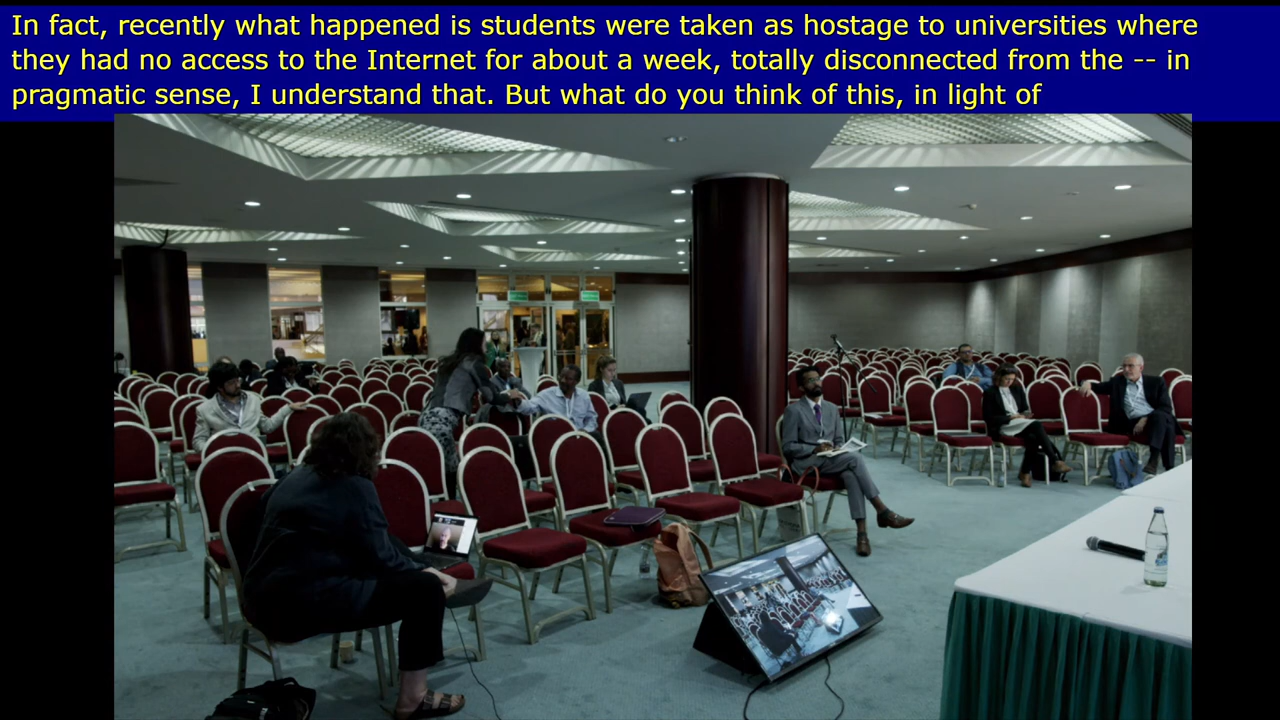 In fact, recently what happened is students were taken as hostage to universities where
they had no access to the Internet for about a week, totally disconnected from the -- in
pragmatic sense, I understand that. But what do you think of this, in light of